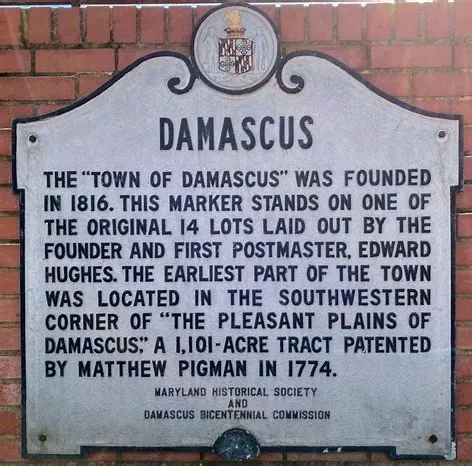 DAMASCUS
THE "TOWN OF DAMASCUS" WAS FOUNDED
IN 1816. THIS MARKER STANDS ON ONE OF
THE ORIGINAL 14 LOTS LAID OUT BY THE
FOUNDER AND FIRST POSTMASTER, EDWARD
HUGHES. THE EARLIEST PART OF THE TOWN
WAS LOCATED IN THE SOUTHWESTERN
CORNER OF "THE PLEASANT PLAINS OF
DAMASCUS," A 1,101-ACRE TRACT PATENTED
BY MATTHEW PIGMAN IN 1774.
MARYLAND HISTORICAL SOCIETY
AND
DAMASCUS BICENTENNIAL COMMISSION